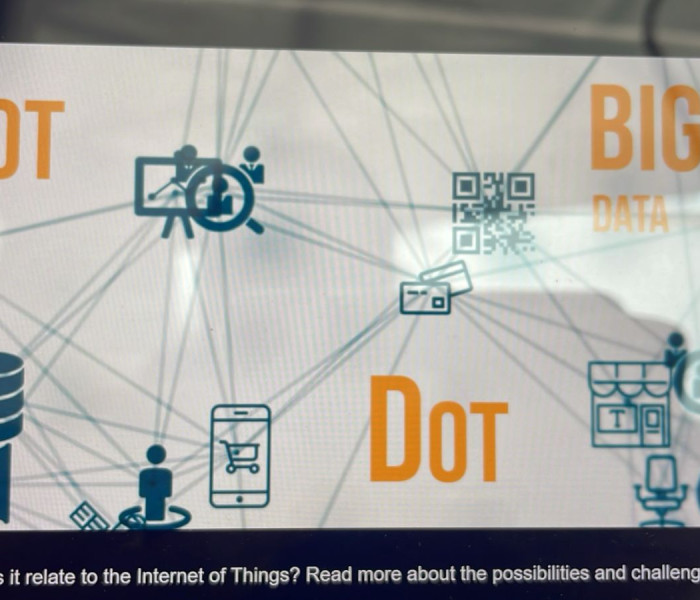 OT
BIG
DATA
DOT
T
s it relate to the Internet of Things? Read more about the possibilities and challeng